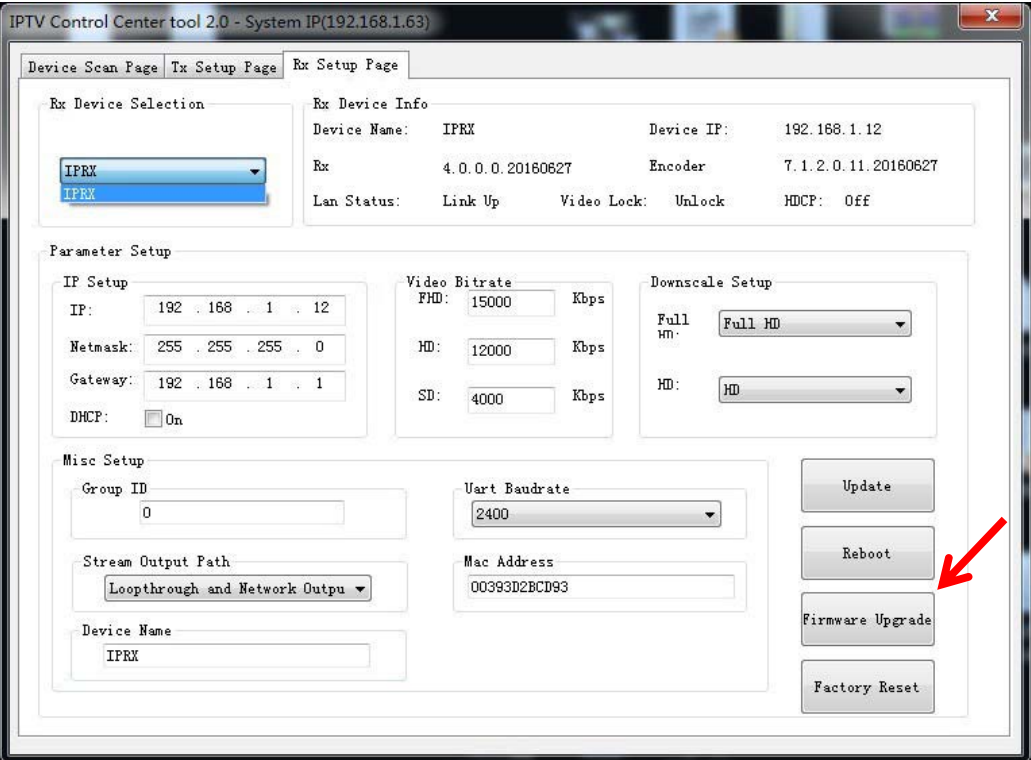 IPTV Control Center tool 2.0 - System IP(192.168.1.63)
Device Scan Page Tx Setup Page Rx Setup Page
Rx Device Selection
IPRX
IPRX
Rx Device Info
Device Name: IPRX Device IP: 192.168.1.12
Rx 4.0.0.0.20160627 Encoder 7.1.2.0.11.20160627
Lan Status: Link Up Video Lock: Unlock HDCP: Off
Parameter Setup
IP Setup
IP: 192 . 168 . 1 . 12
Netmask: 255 . 255 . 255 . 0
Gateway: 192 . 168 . 1 . 1
DHCP: On
Video Bitrate
FHD: 15000 Kbps
HD: 12000 Kbps
SD: 4000 Kbps
Downscale Setup
Full
HD:
Full HD
HD: HD
Misc Setup
Group ID
0
Uart Baudrate
2400
Stream Output Path
Loopthrough and Network Outpu
Mac Address
00393D2BCD93
Device Name
IPRX
Update
Reboot
Firmware Upgrade
Factory Reset